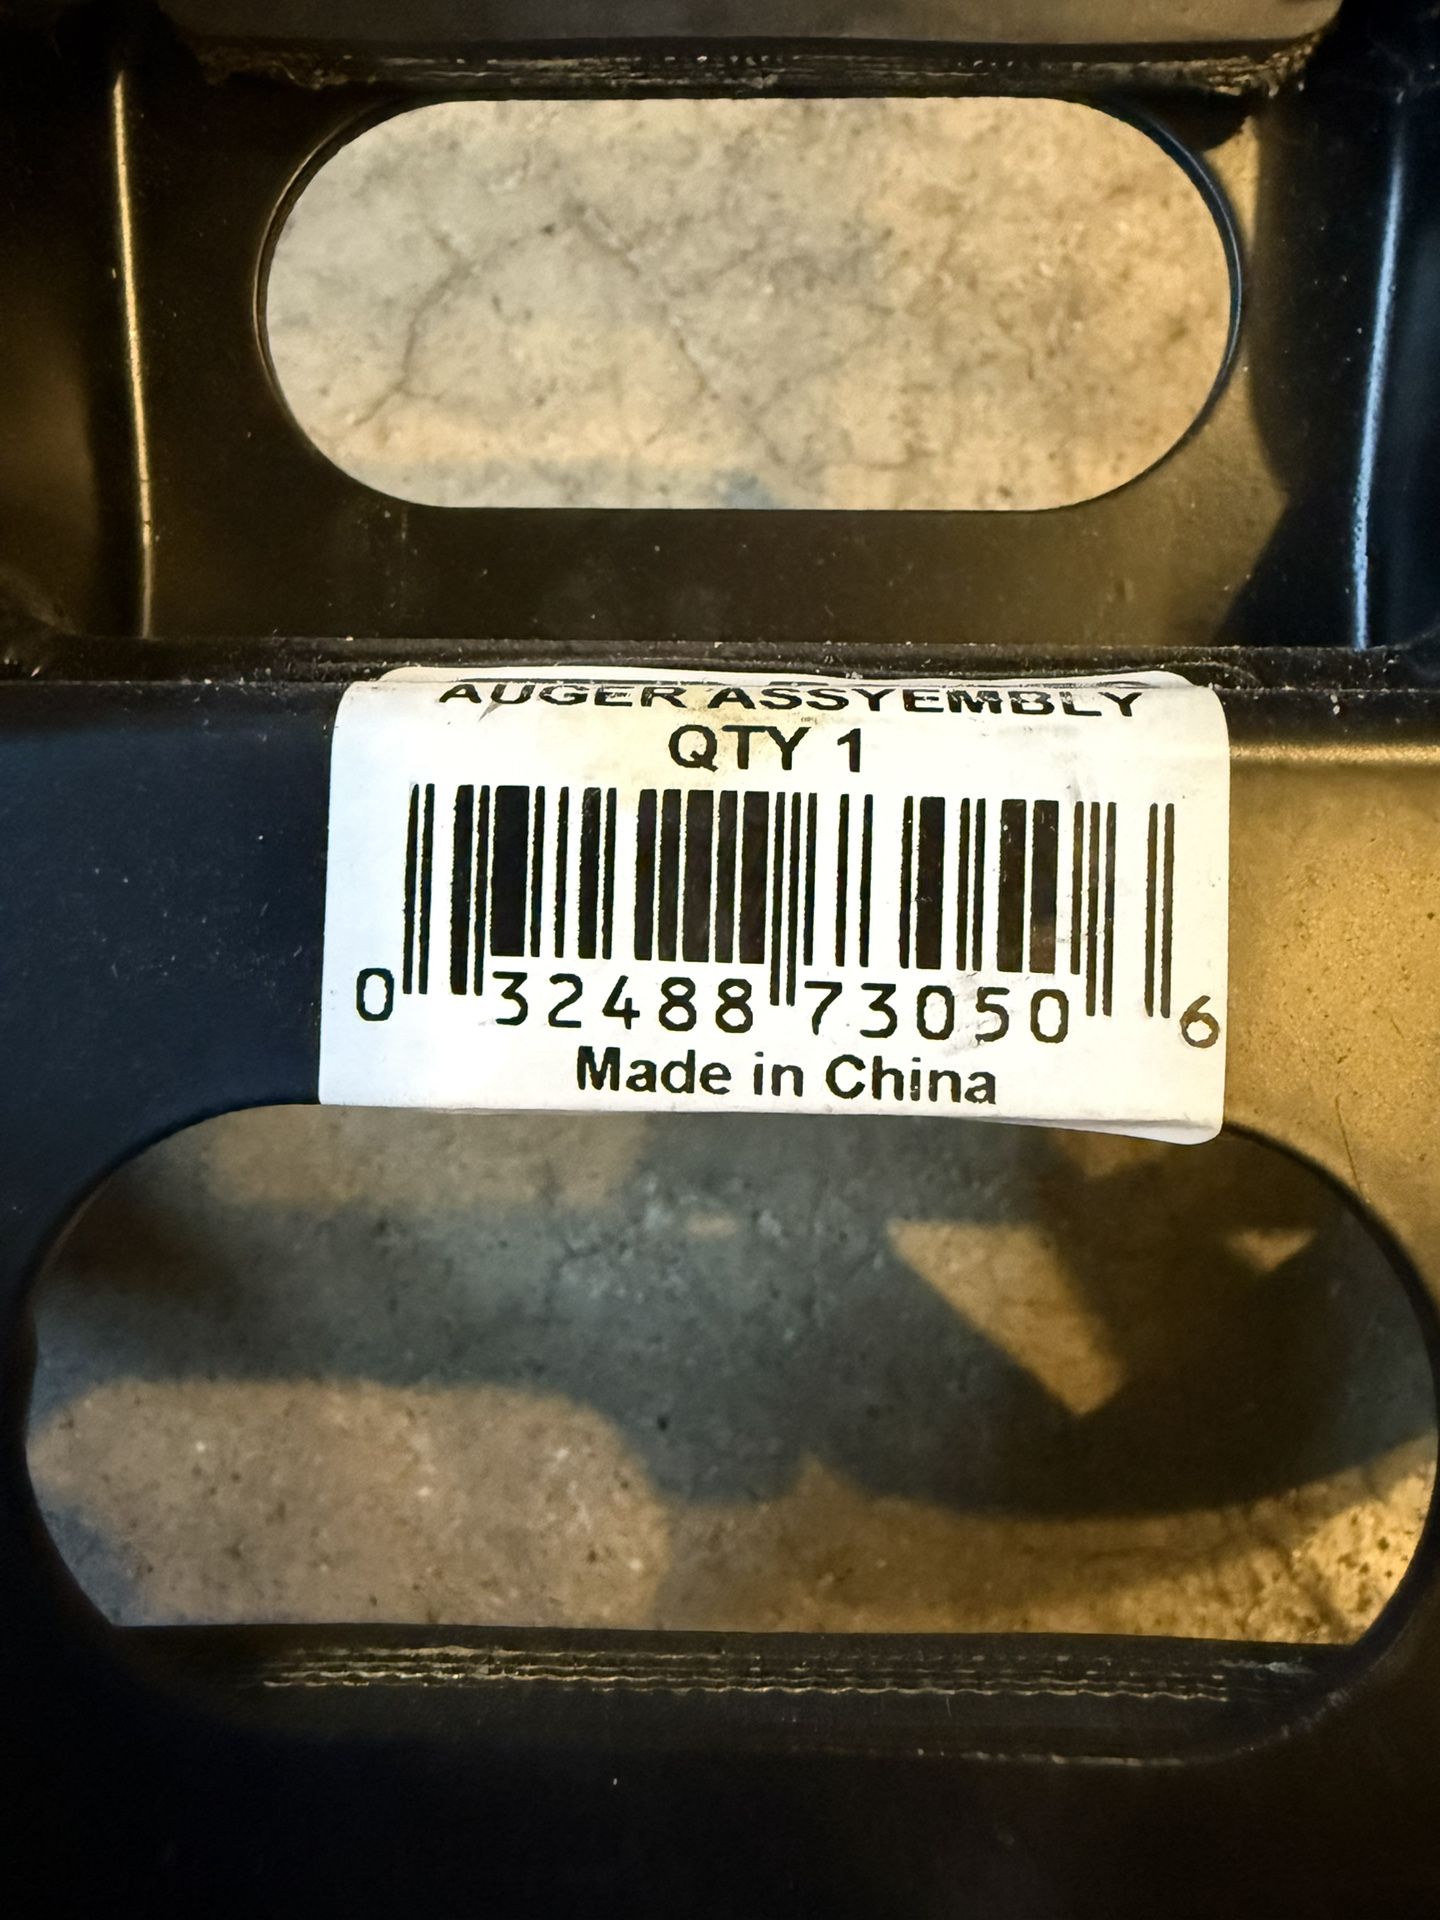 AUGER ASSYEMBLY
QTY 1
0 32488 73050 6
Made in China